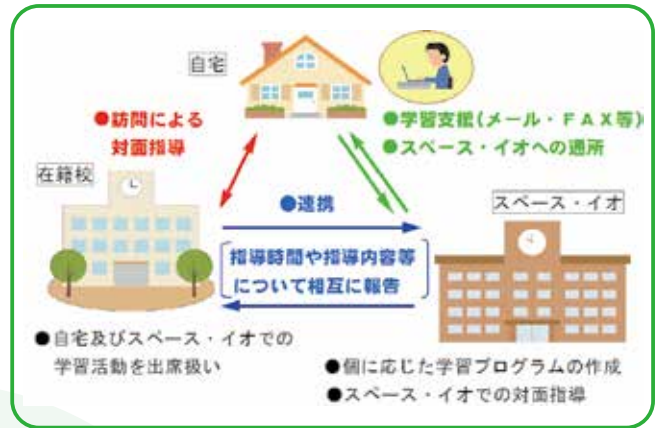 自宅
●訪問による
対面指導
●学習支援(メール・FAX等)
●スペース・イオへの通所
在籍校
スペース・イオ
●連携
指導時間や指導内容等
について相互に報告
●自宅及びスペース・イオでの
学習活動を出席扱い
●個に応じた学習プログラムの作成
●スペース・イオでの対面指導